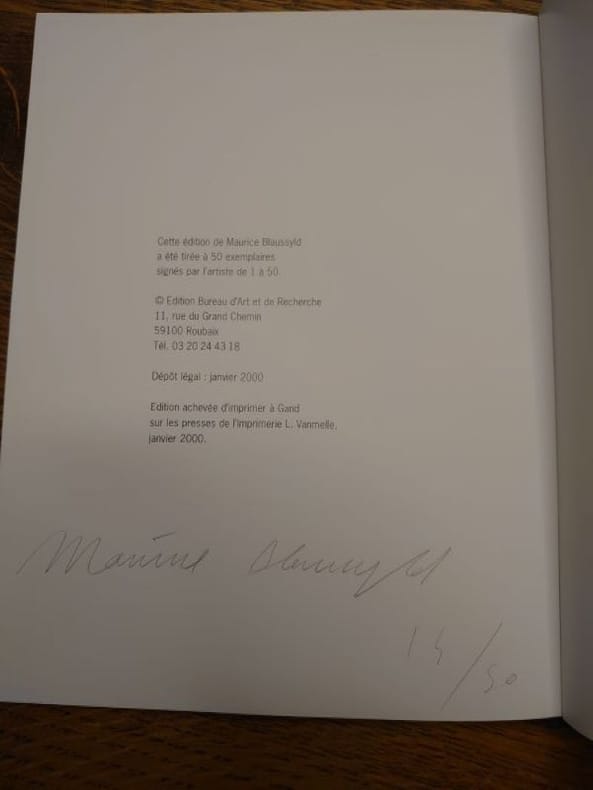 Cette édition de Maurice Blaussyld
a été tirée à 50 exemplaires
signés par l'artiste de 1 à 50.
© Edition Bureau d'Art et de Recherche
11, rue du Grand Chemin
59100 Roubaix
Tél. 03 20 24 43 18
Dépôt légal : janvier 2000
Edition achevée d'imprimer à Gand
sur les presses de l'Imprimerie L. Vanmelle,
janvier 2000.
Maurice Blaussyld
/50